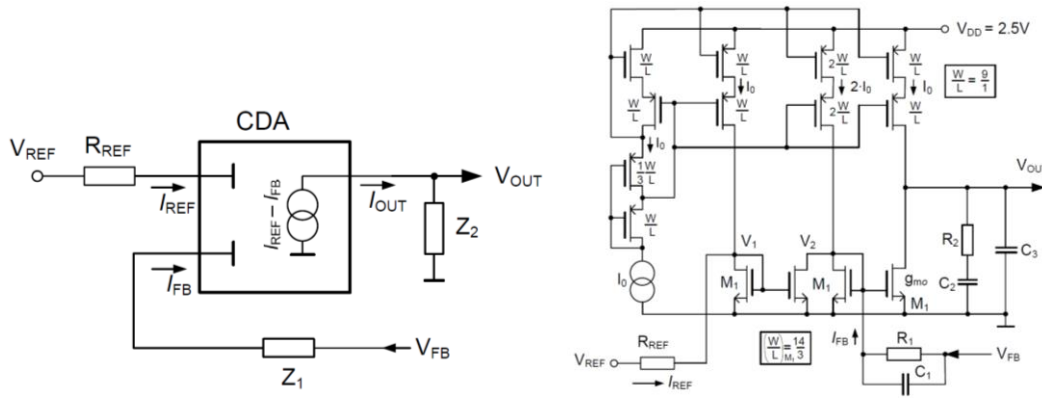 CDA
V_REF
R_REF
I_REF
I_REF – I_FB
I_OUT
V_OUT
Z_2
I_FB
Z_1
V_FB
V_DD = 2.5V
W/L
W/L
2 W/L
W/L
W/L = 9/1
I_0
2·I_0
I_0
W/L
W/L
2 W/L
W/L
I_0
1/3 W/L
W/L
I_0
V_1
V_2
M_1
M_1
g_mo
M_1
R_2
C_2
C_3
V_OU
R_REF
V_REF
I_REF
(W/L)_M1 = 14/3
I_FB
R_1
C_1
V_FB